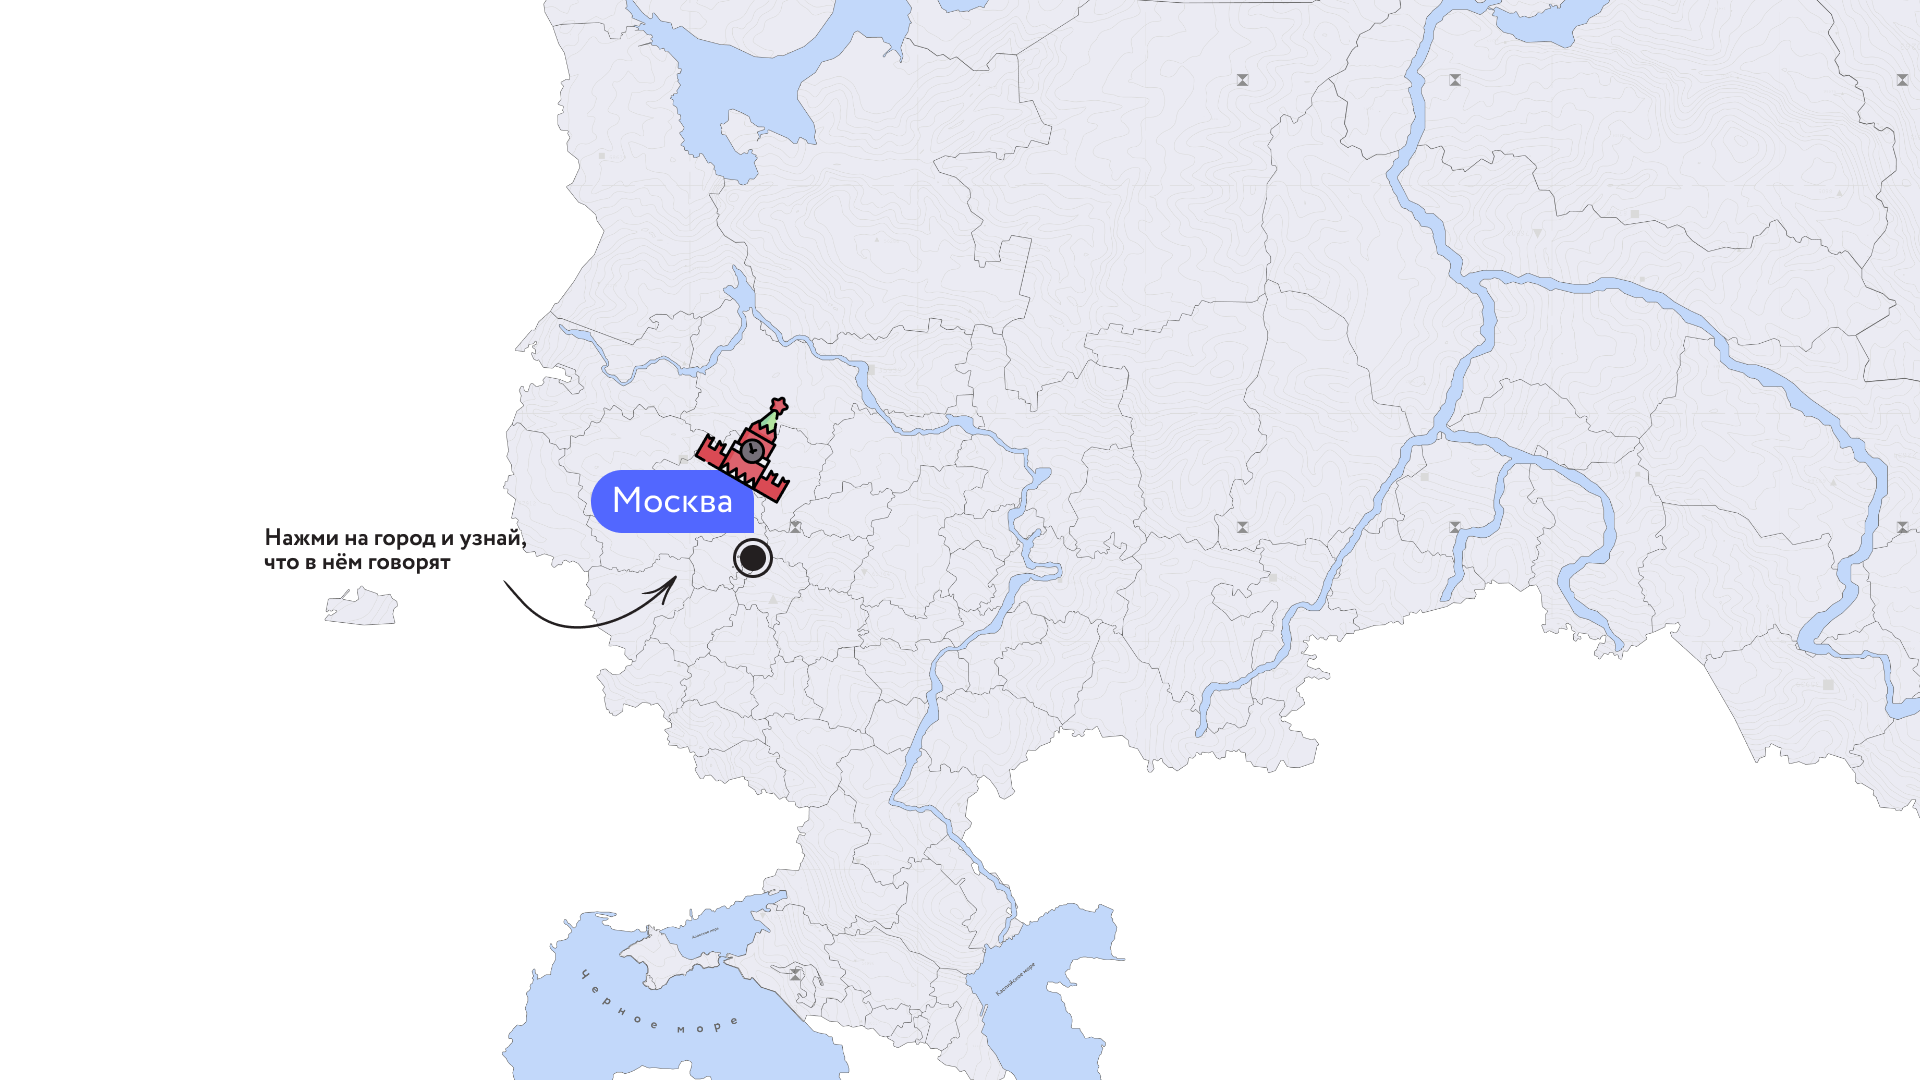 Москва
Нажми на город и узнай,
что в нём говорят
Азовское море
Каспийское море
Черное море